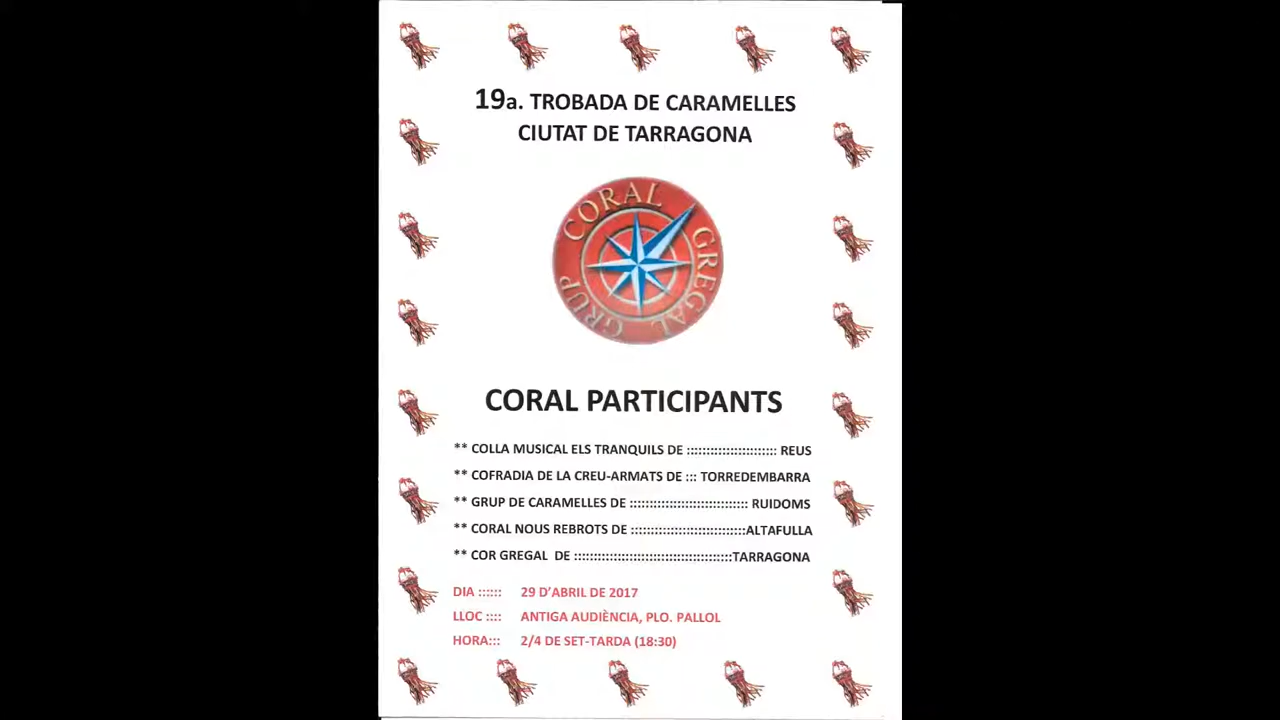 19a. TROBADA DE CARAMELLES
CIUTAT DE TARRAGONA
CORAL GREGAL GRUP
CORAL PARTICIPANTS
** COLLA MUSICAL ELS TRANQUILS DE ::::::::::::::::::::::: REUS
** COFRADIA DE LA CREU-ARMATS DE ::: TORREDEMBARRA
** GRUP DE CARAMELLES DE :::::::::::::::::::::::::::::: RUIDOMS
** CORAL NOUS REBROTS DE :::::::::::::::::::::::::::::ALTAFULLA
** COR GREGAL DE ::::::::::::::::::::::::::::::::::::::::TARRAGONA
DIA :::::: 29 D'ABRIL DE 2017
LLOC :::: ANTIGA AUDIÈNCIA, PLO. PALLOL
HORA::: 2/4 DE SET-TARDA (18:30)